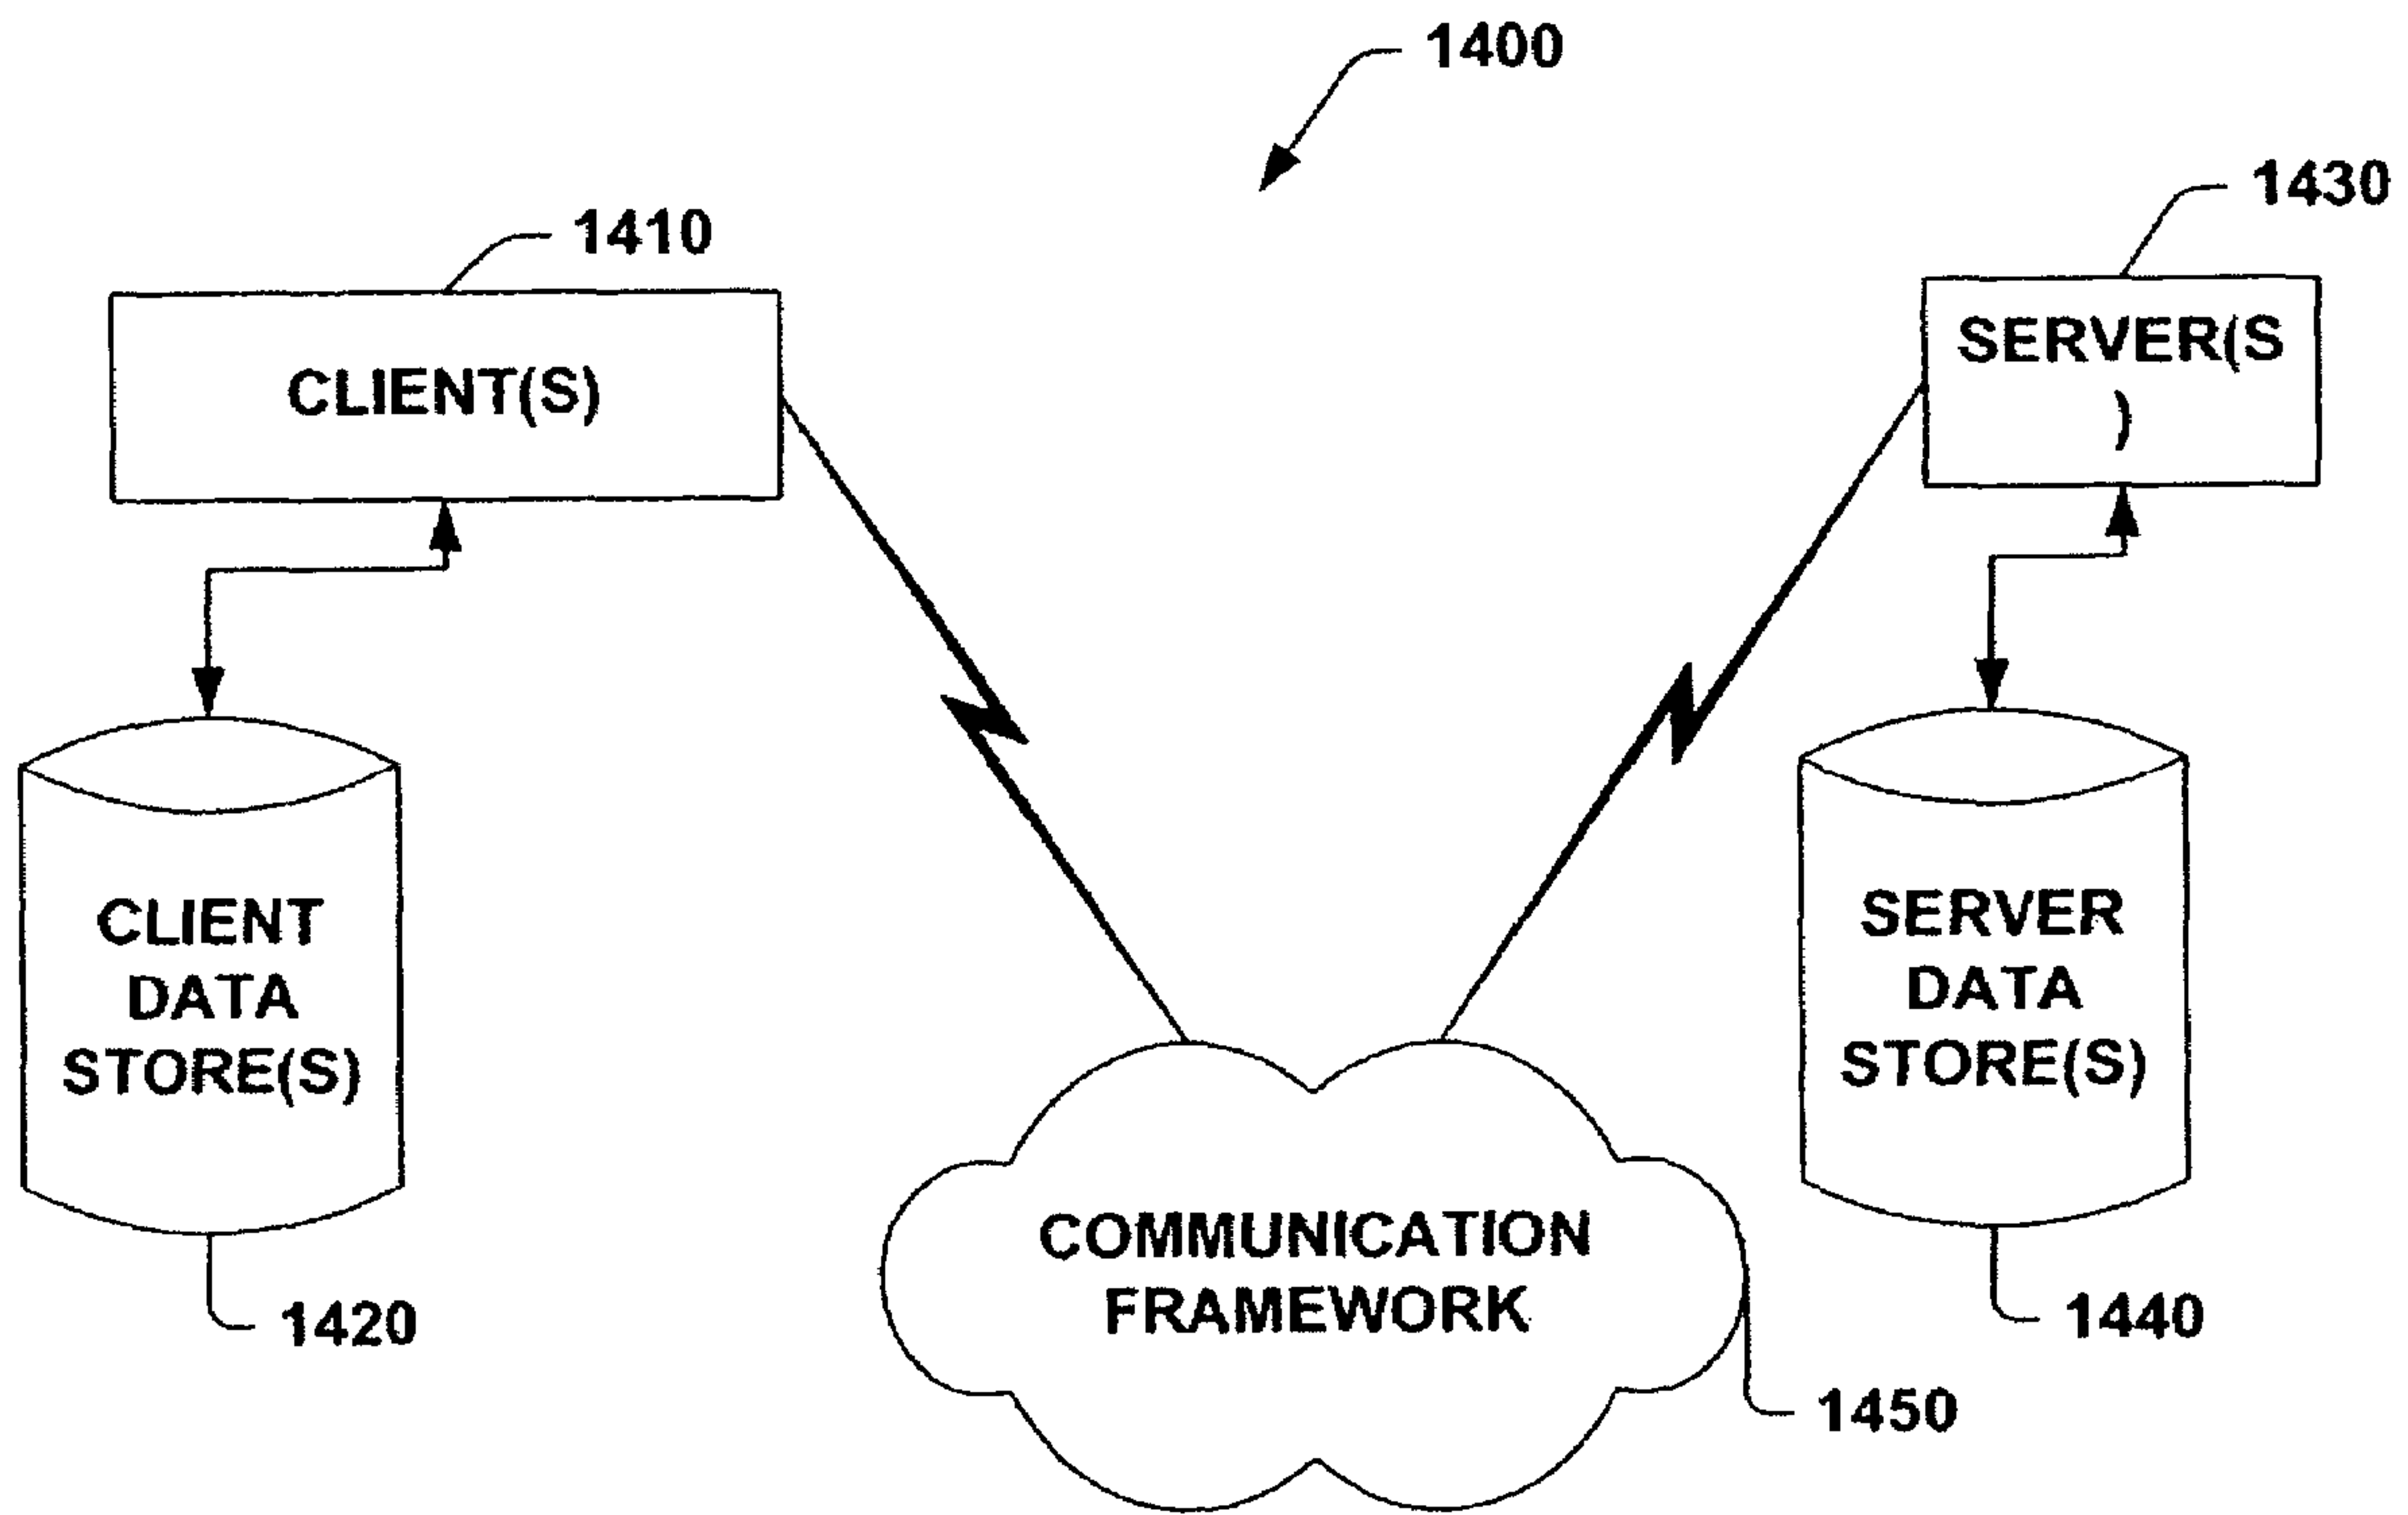 1400
1430
1410
CLIENT(S)
SERVER(S
)
CLIENT
DATA
STORE(S)
SERVER
DATA
STORE(S)
COMMUNICATION
FRAMEWORK
1420
1440
1450